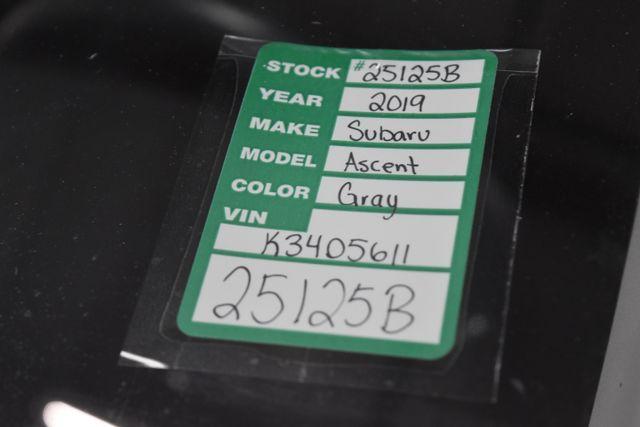 STOCK #25125B
YEAR 2019
MAKE Subaru
MODEL Ascent
COLOR Gray
VIN
K3405611
25125B